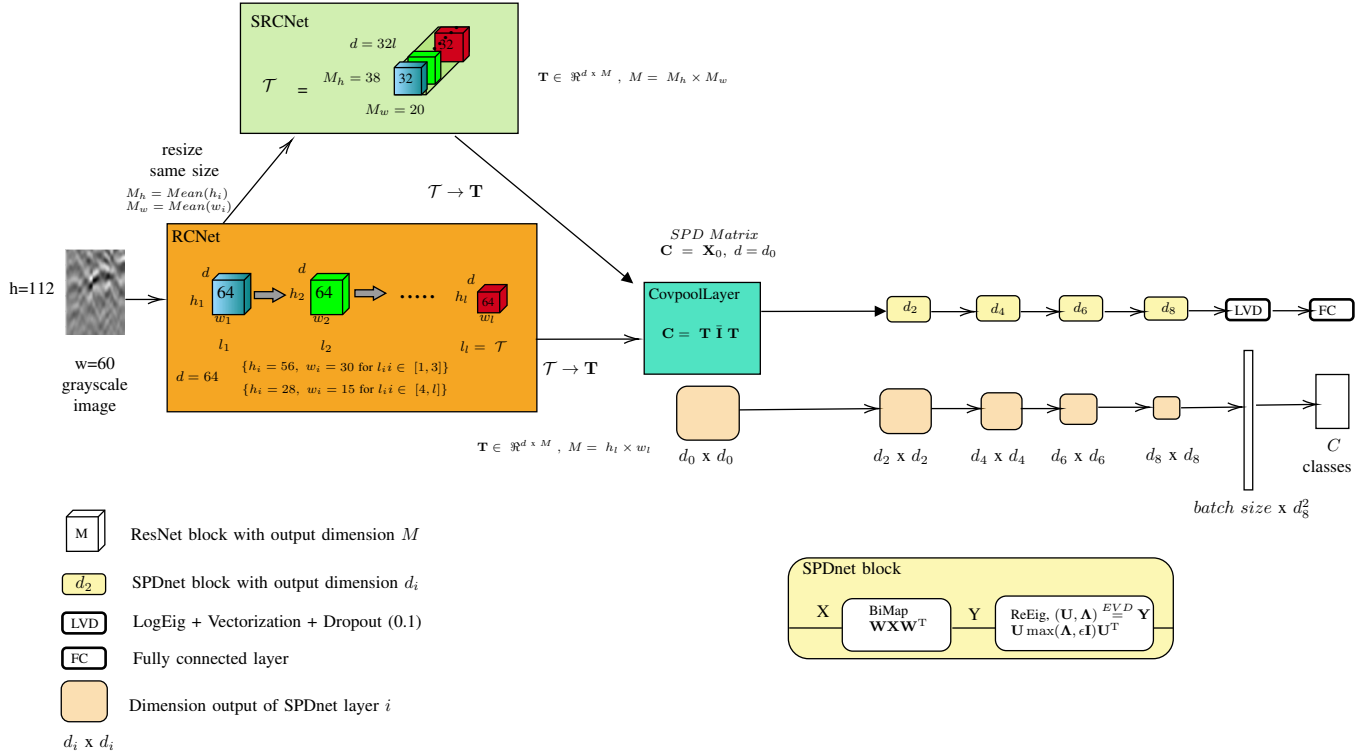 SRCNet
d = 32l
32
32
M_h = 38
𝒯 =
M_w = 20
T ∈ ℜ^{d x M} , M = M_h × M_w
resize
same size
M_h = Mean(h_i)
M_w = Mean(w_i)
𝒯 → T
RCNet
d
h_1
64
w_1
l_1
d
h_2
64
w_2
l_2
.....
d
h_l
64
w_l
l_l = 𝒯
d = 64
{h_i = 56, w_i = 30 for l_i i ∈ [1, 3]}
{h_i = 28, w_i = 15 for l_i i ∈ [4, l]}
h=112
w=60
grayscale
image
𝒯 → T
T ∈ ℜ^{d x M} , M = h_l × w_l
SPD Matrix
C = X_0, d = d_0
CovpoolLayer
C = T Ī T
d_2
d_4
d_6
d_8
LVD
FC
d_0 x d_0
d_2 x d_2
d_4 x d_4
d_6 x d_6
d_8 x d_8
batch size x d_8^2
C
classes
M
ResNet block with output dimension M
d_2
SPDnet block with output dimension d_i
LVD
LogEig + Vectorization + Dropout (0.1)
FC
Fully connected layer
Dimension output of SPDnet layer i
d_i x d_i
SPDnet block
X
BiMap
WXW^T
Y
ReEig, (U, Λ) \overset{EVD}{=} Y
U max(Λ, ϵI)U^T